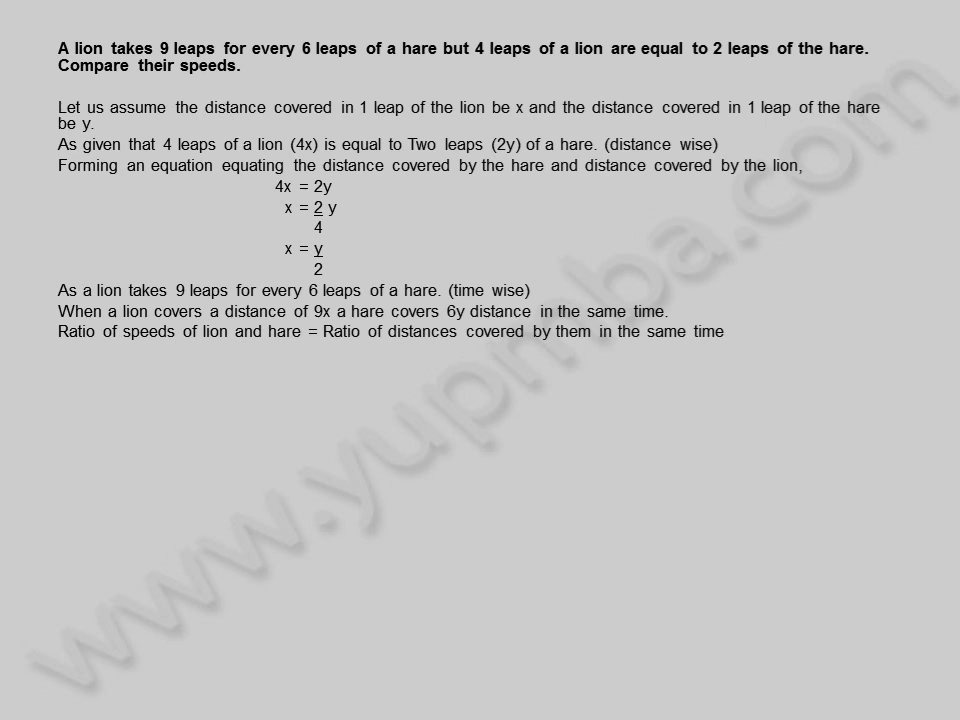 A lion takes 9 leaps for every 6 leaps of a hare but 4 leaps of a lion are equal to 2 leaps of the hare.
Compare their speeds.
Let us assume the distance covered in 1 leap of the lion be x and the distance covered in 1 leap of the hare
be y.
As given that 4 leaps of a lion (4x) is equal to Two leaps (2y) of a hare. (distance wise)
Forming an equation equating the distance covered by the hare and distance covered by the lion,
4x = 2y
x = 2 y
4
x = y
2
As a lion takes 9 leaps for every 6 leaps of a hare. (time wise)
When a lion covers a distance of 9x a hare covers 6y distance in the same time.
Ratio of speeds of lion and hare = Ratio of distances covered by them in the same time
www.yupmba.com